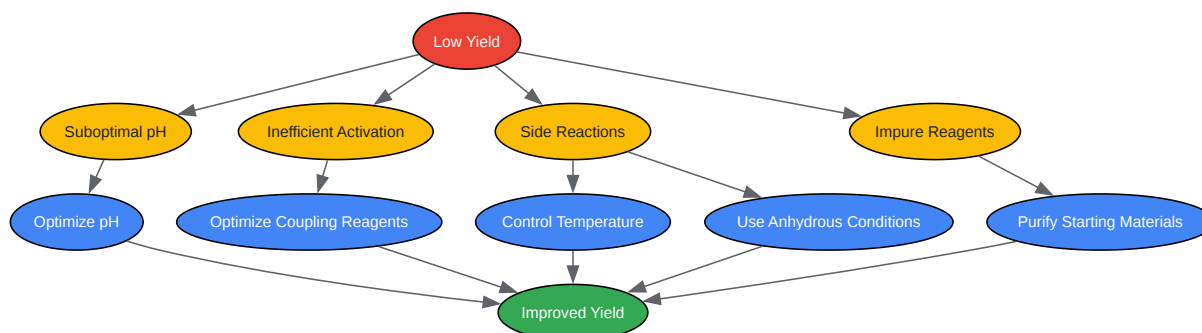 Low Yield
Suboptimal pH
Inefficient Activation
Side Reactions
Impure Reagents
Optimize pH
Optimize Coupling Reagents
Control Temperature
Use Anhydrous Conditions
Purify Starting Materials
Improved Yield